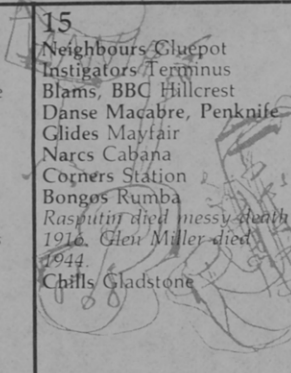 15
Neighbours/Gluepot
Instigators/Terminus
Blams, BBC Hillcrest
Danse Macabre, Penknife
Glides Mayfair
Narcs Cabana
Corners Station
Bongos Rumba
Rasputin died messy death
1916. Glen Miller died
1944.
Chills Gladstone